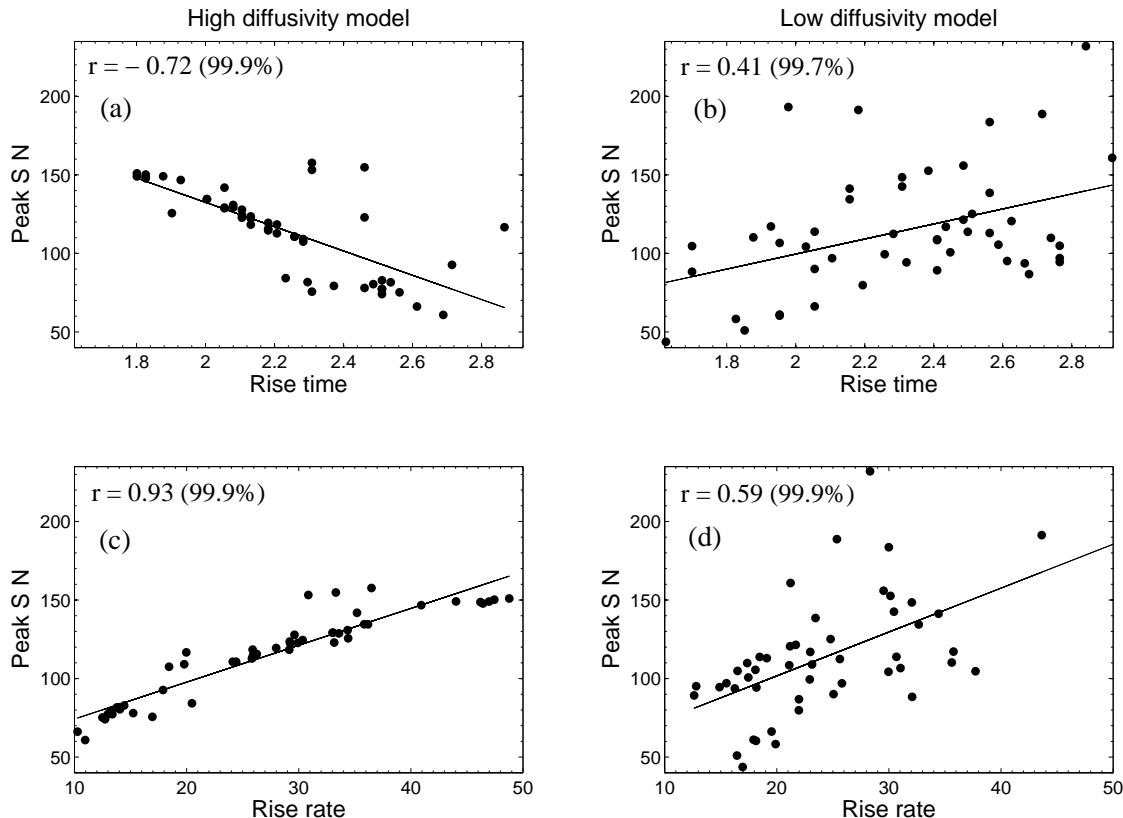 High diffusivity model
Low diffusivity model
r = − 0.72 (99.9%)
(a)
Peak S N
200
150
100
50
1.8 2 2.2 2.4 2.6 2.8
Rise time
r = 0.41 (99.7%)
(b)
Peak S N
200
150
100
50
1.8 2 2.2 2.4 2.6 2.8
Rise time
r = 0.93 (99.9%)
(c)
Peak S N
200
150
100
50
10 20 30 40 50
Rise rate
r = 0.59 (99.9%)
(d)
Peak S N
200
150
100
50
10 20 30 40 50
Rise rate